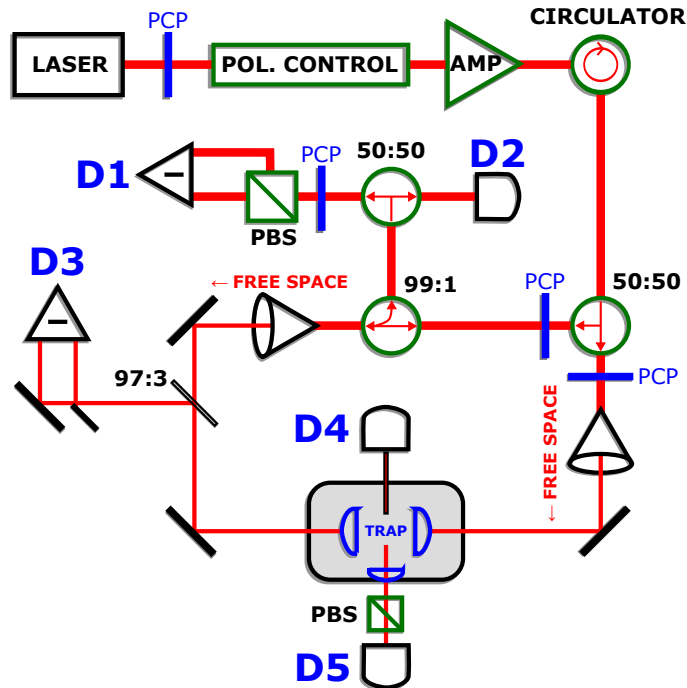 CIRCULATOR
PCP
LASER
POL. CONTROL
AMP
PCP
50:50
D2
D1
PBS
D3
← FREE SPACE
99:1
PCP
50:50
97:3
PCP
D4
← FREE SPACE
TRAP
PBS
D5